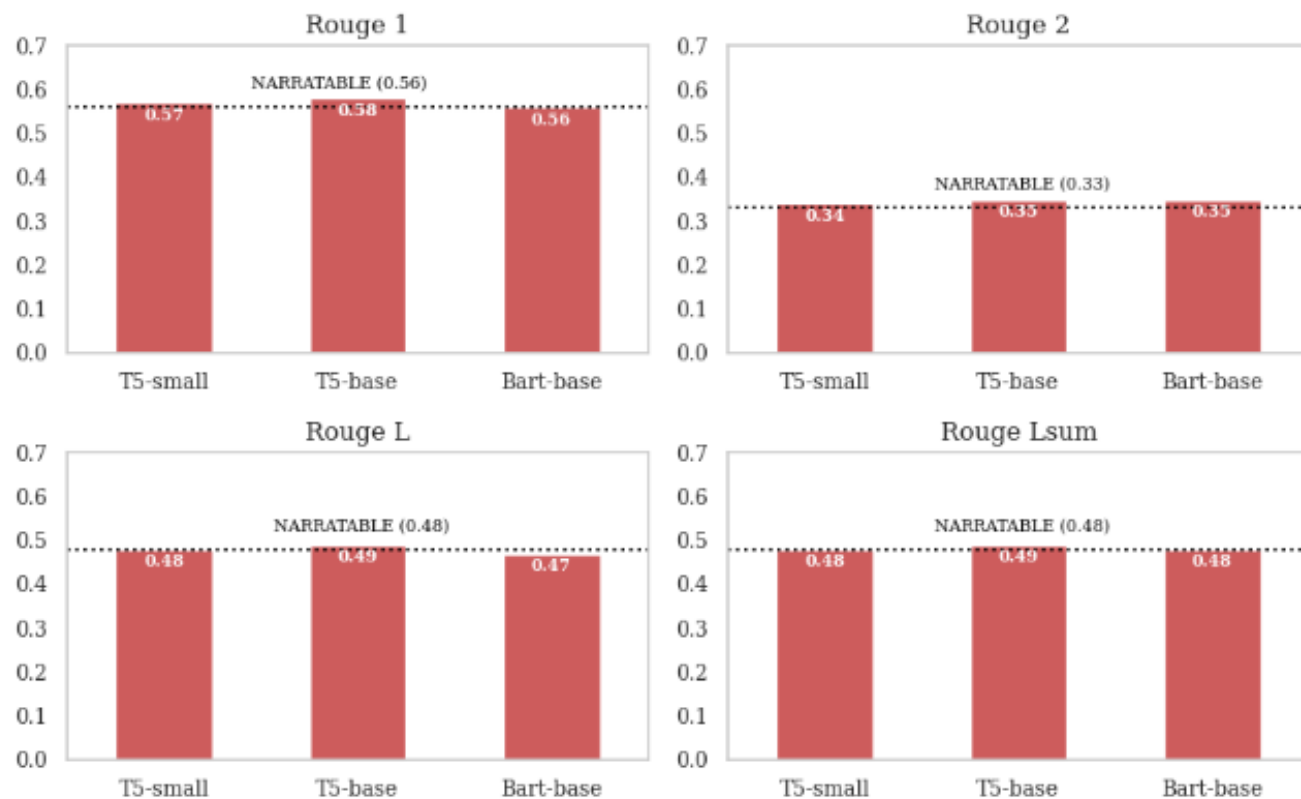 Rouge 1
0.7
0.6
0.5
0.4
0.3
0.2
0.1
0.0
NARRATABLE (0.56)
0.57
0.58
0.56
T5-small
T5-base
Bart-base
Rouge 2
0.7
0.6
0.5
0.4
0.3
0.2
0.1
0.0
NARRATABLE (0.33)
0.34
0.35
0.35
T5-small
T5-base
Bart-base
Rouge L
0.7
0.6
0.5
0.4
0.3
0.2
0.1
0.0
NARRATABLE (0.48)
0.48
0.49
0.47
T5-small
T5-base
Bart-base
Rouge Lsum
0.7
0.6
0.5
0.4
0.3
0.2
0.1
0.0
NARRATABLE (0.48)
0.48
0.49
0.48
T5-small
T5-base
Bart-base